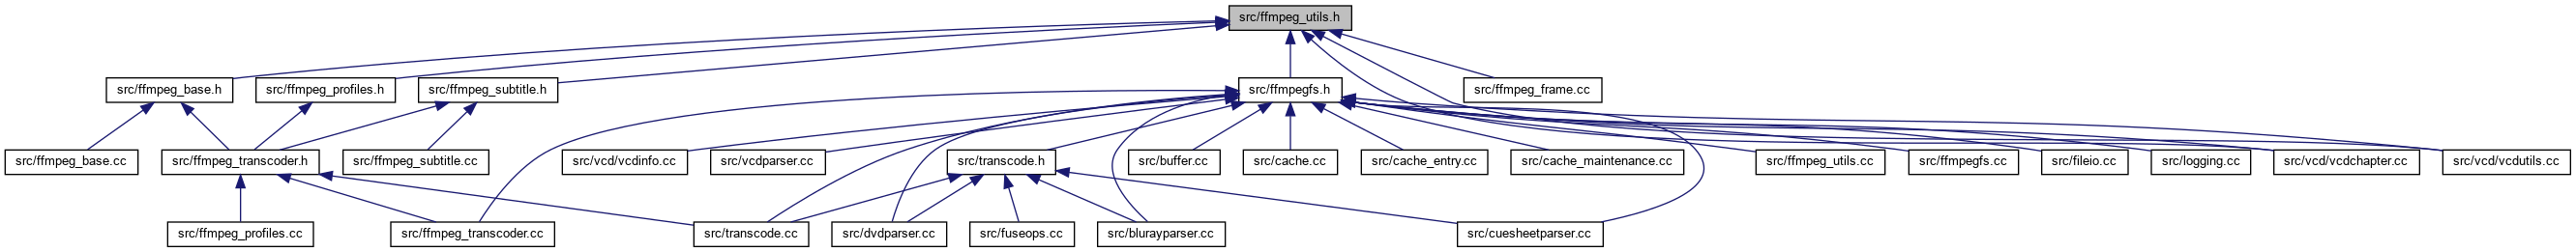 src/ffmpeg_utils.h
src/ffmpeg_base.h
src/ffmpeg_profiles.h
src/ffmpeg_subtitle.h
src/ffmpegfs.h
src/ffmpeg_frame.cc
src/ffmpeg_base.cc
src/ffmpeg_transcoder.h
src/ffmpeg_subtitle.cc
src/vcd/vcdinfo.cc
src/vcdparser.cc
src/transcode.h
src/buffer.cc
src/cache.cc
src/cache_entry.cc
src/cache_maintenance.cc
src/ffmpeg_utils.cc
src/ffmpegfs.cc
src/fileio.cc
src/logging.cc
src/vcd/vcdchapter.cc
src/vcd/vcdutils.cc
src/ffmpeg_profiles.cc
src/ffmpeg_transcoder.cc
src/transcode.cc
src/dvdparser.cc
src/fuseops.cc
src/blurayparser.cc
src/cuesheetparser.cc